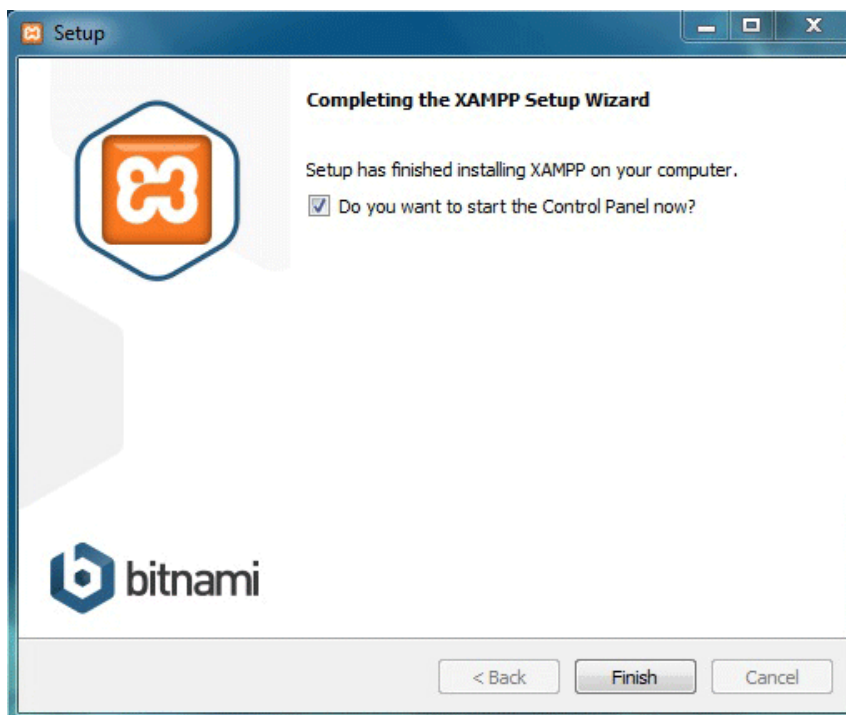 Setup
Completing the XAMPP Setup Wizard
Setup has finished installing XAMPP on your computer.
Do you want to start the Control Panel now?
bitnami
< Back Finish Cancel